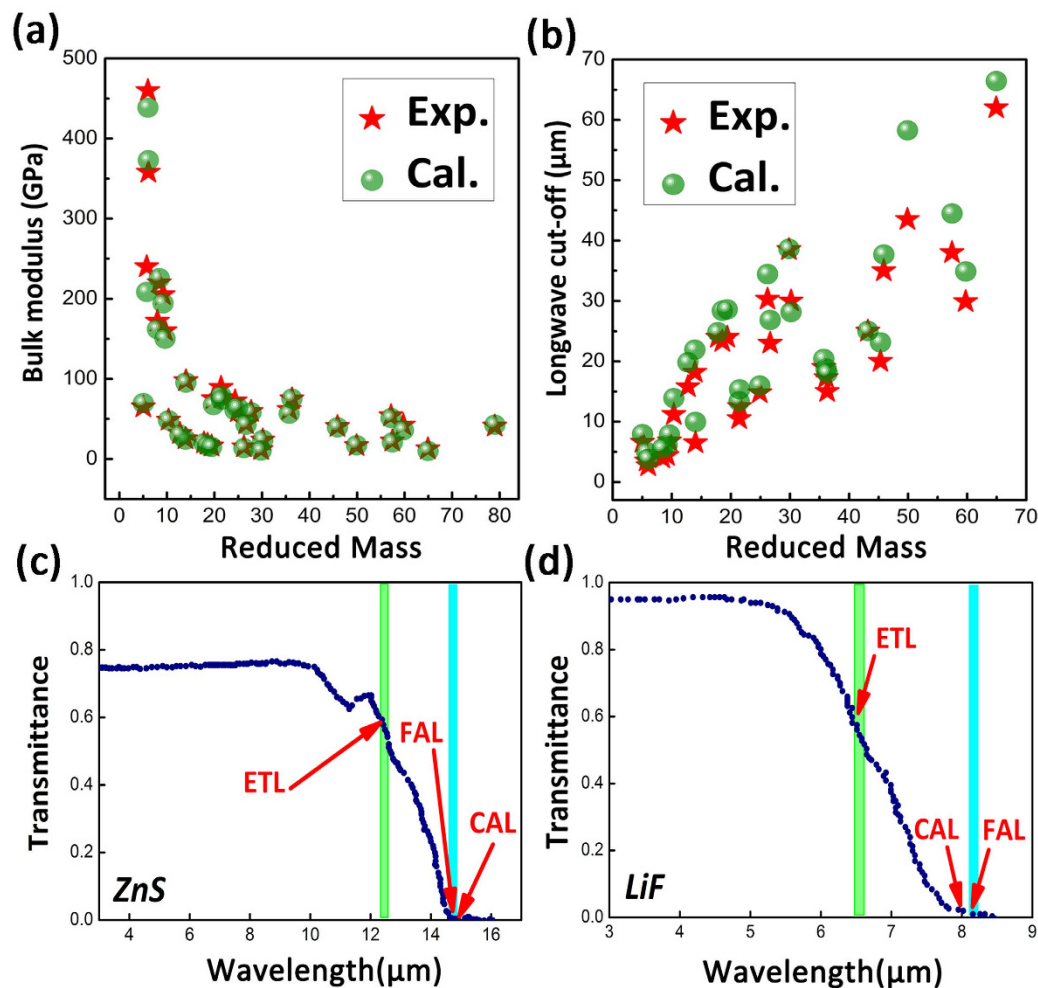 (a)
500
400
300
200
100
0
Bulk modulus (GPa)
Exp.
Cal.
0 10 20 30 40 50 60 70 80
Reduced Mass
(b)
70
60
50
40
30
20
10
0
Longwave cut-off (μm)
Exp.
Cal.
0 10 20 30 40 50 60 70
Reduced Mass
(c)
1.0
0.8
0.6
0.4
0.2
0.0
Transmittance
ETL
FAL
CAL
ZnS
4 6 8 10 12 14 16
Wavelength(μm)
(d)
1.0
0.8
0.6
0.4
0.2
0.0
Transmittance
ETL
CAL
FAL
LiF
3 4 5 6 7 8 9
Wavelength(μm)